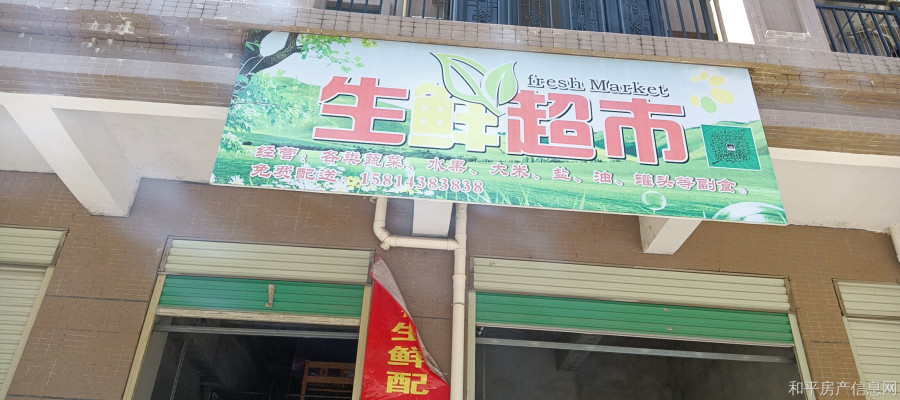 fresh Market
生鲜超市
经营：各类蔬菜、水果、大米、盐、油、罐头等副食。
免费配送：15814383838
生鲜配
和平房产信息网